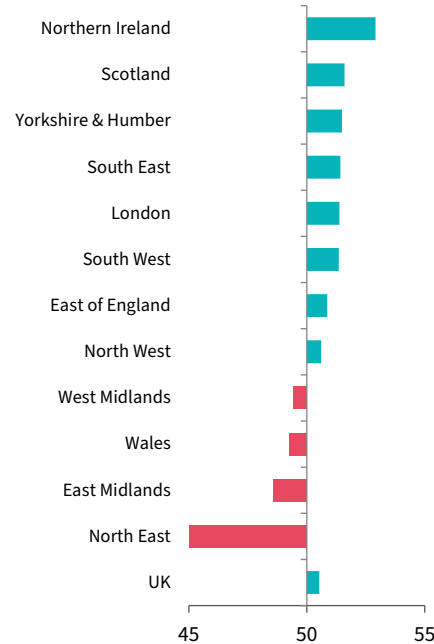 Northern Ireland
Scotland
Yorkshire & Humber
South East
London
South West
East of England
North West
West Midlands
Wales
East Midlands
North East
UK
45 50 55